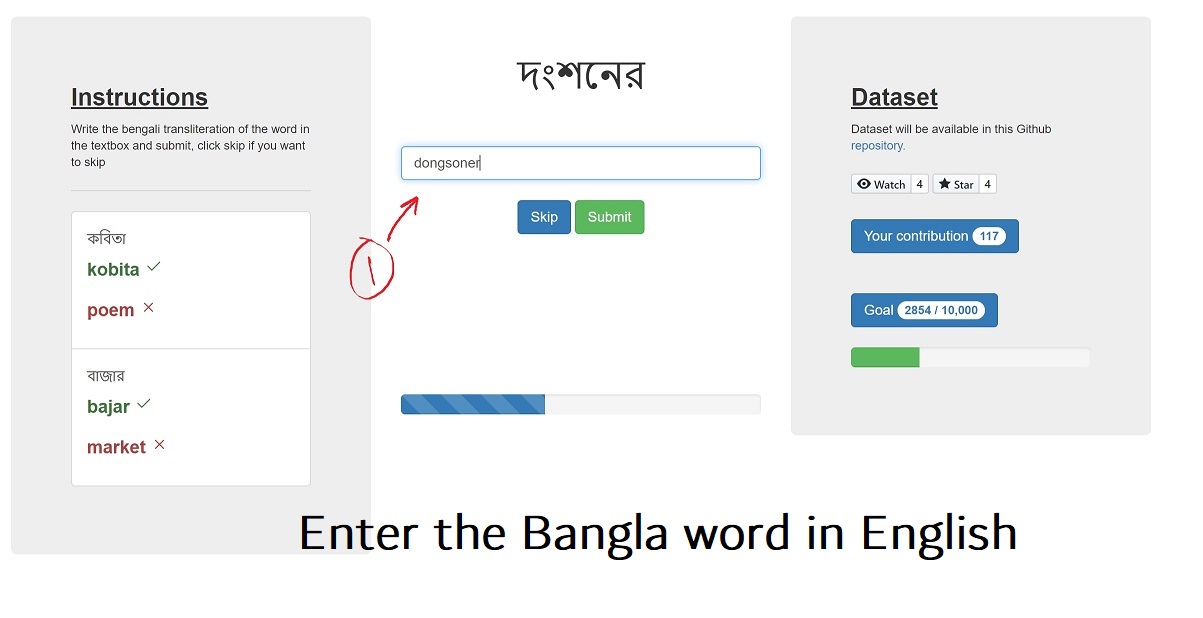 Instructions
Write the bengali transliteration of the word in
the textbox and submit, click skip if you want
to skip
কবিতা
kobita ✓
poem ×
বাজার
bajar ✓
market ×
দংশনের
dongsoner
Skip Submit
1
Dataset
Dataset will be available in this Github
repository.
Watch 4 Star 4
Your contribution 117
Goal 2854 / 10,000
Enter the Bangla word in English